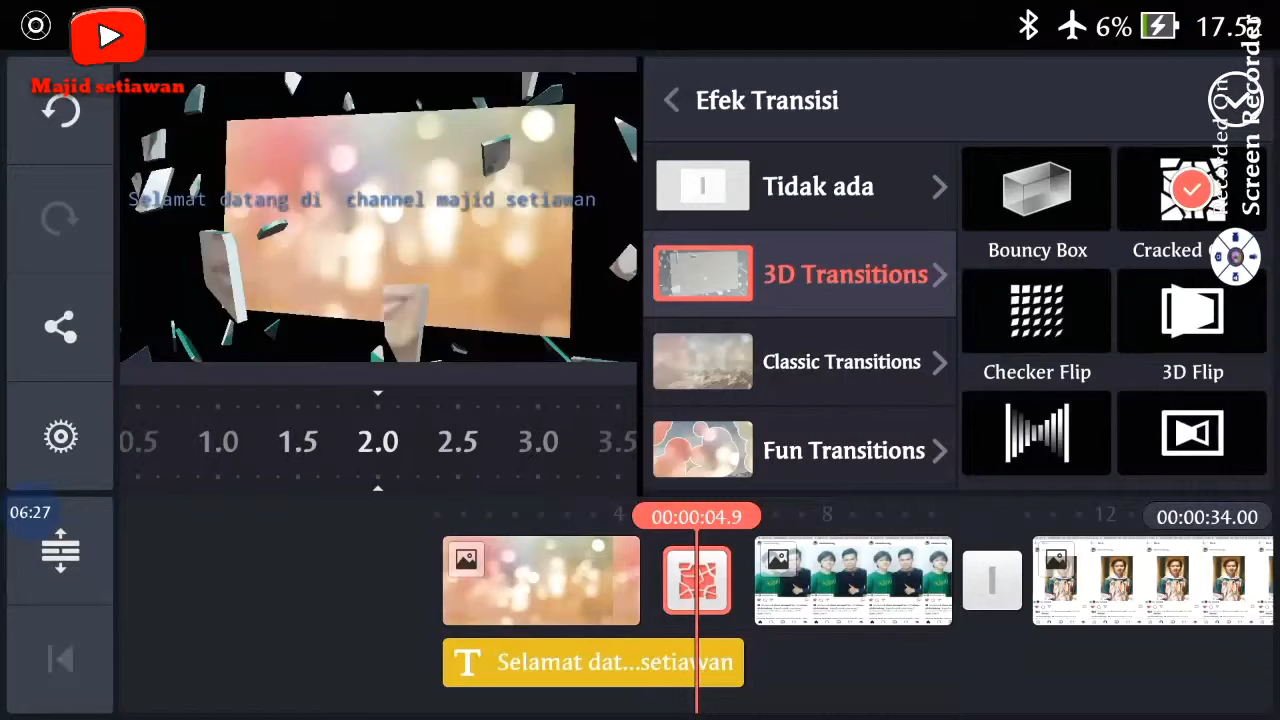 6%
17.52
Majid setiawan
Recorded On
Screen Recorder
Efek Transisi
Selamat datang di channel majid setiawan
Tidak ada
3D Transitions
Classic Transitions
Fun Transitions
Bouncy Box
Cracked
Checker Flip
3D Flip
0.5 1.0 1.5 2.0 2.5 3.0 3.5
06:27
4
00:00:04.9
8
12
00:00:34.00
T Selamat dat...setiawan